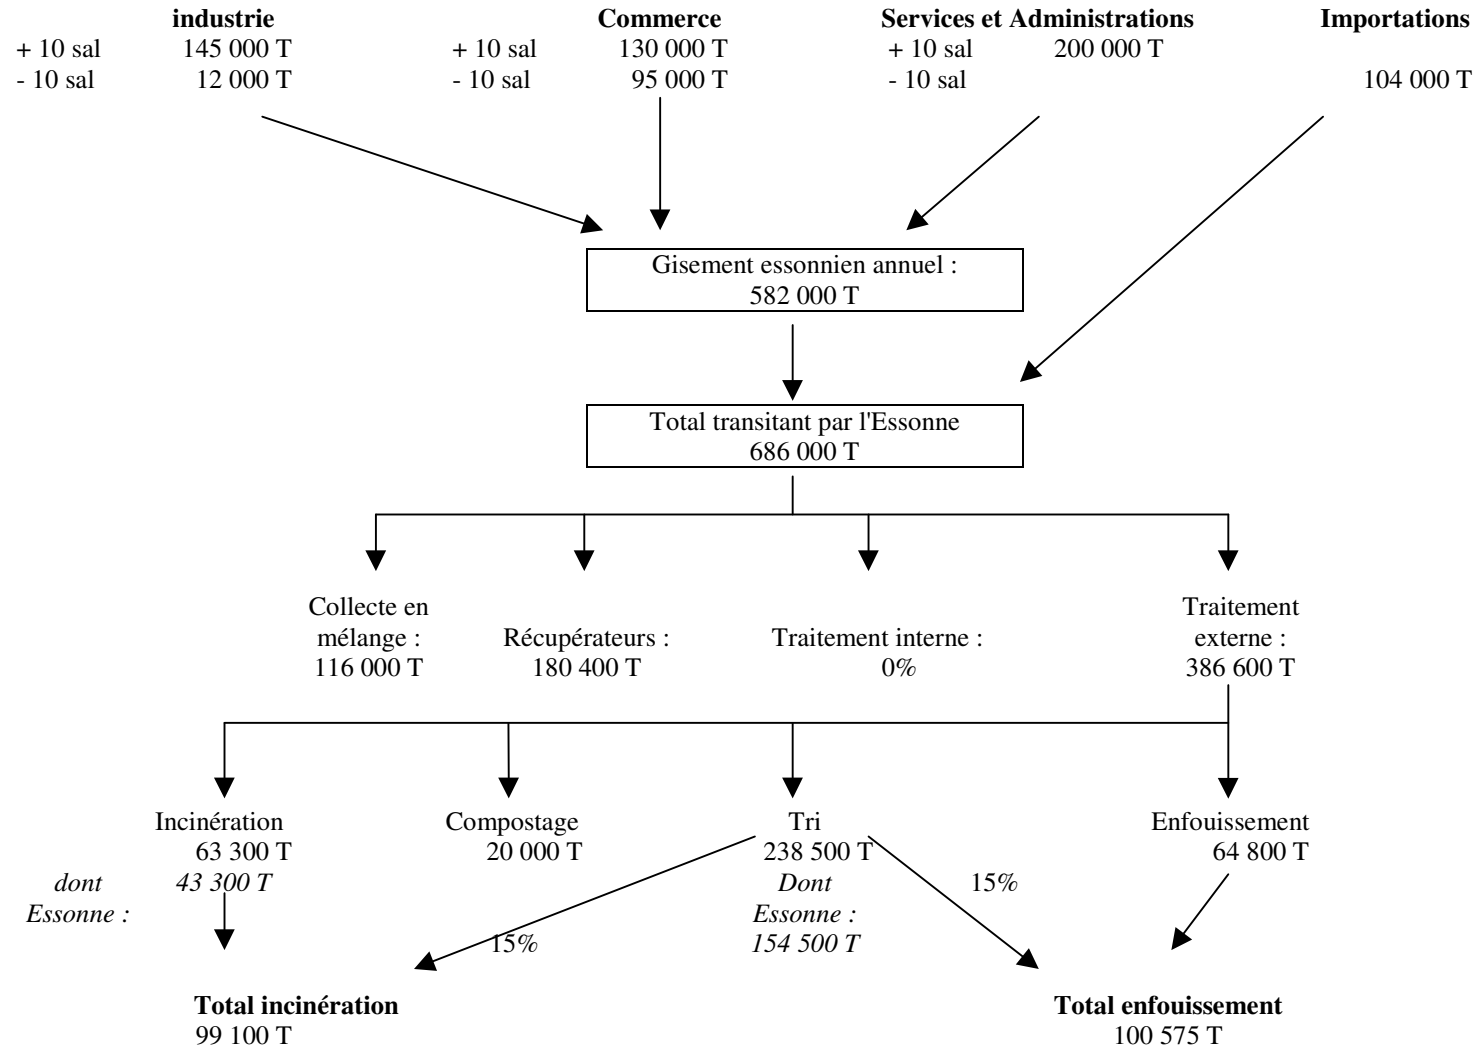 industrie Commerce Services et Administrations Importations
+ 10 sal 145 000 T + 10 sal 130 000 T + 10 sal 200 000 T
- 10 sal 12 000 T - 10 sal 95 000 T - 10 sal 104 000 T
Gisement essonnien annuel :
582 000 T
Total transitant par l'Essonne
686 000 T
Collecte en
mélange :
116 000 T
Récupérateurs :
180 400 T
Traitement interne :
0%
Traitement
externe :
386 600 T
Incinération
63 300 T
dont 43 300 T
Essonne :
Compostage
20 000 T
Tri
238 500 T
Dont
Essonne :
154 500 T
Enfouissement
64 800 T
15%
15%
Total incinération
99 100 T
Total enfouissement
100 575 T